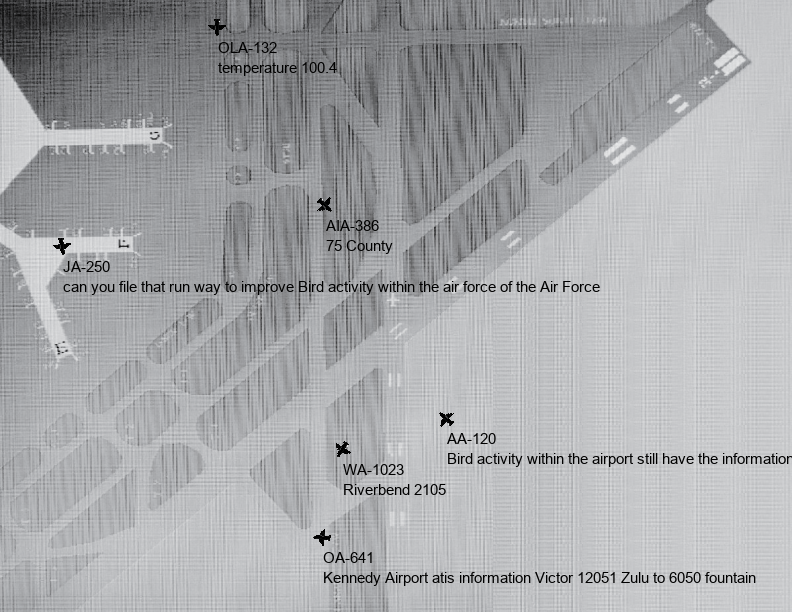 OLA-132
temperature 100.4
AIA-386
75 County
JA-250
can you file that run way to improve Bird activity within the air force of the Air Force
AA-120
Bird activity within the airport still have the information
WA-1023
Riverbend 2105
OA-641
Kennedy Airport atis information Victor 12051 Zulu to 6050 fountain